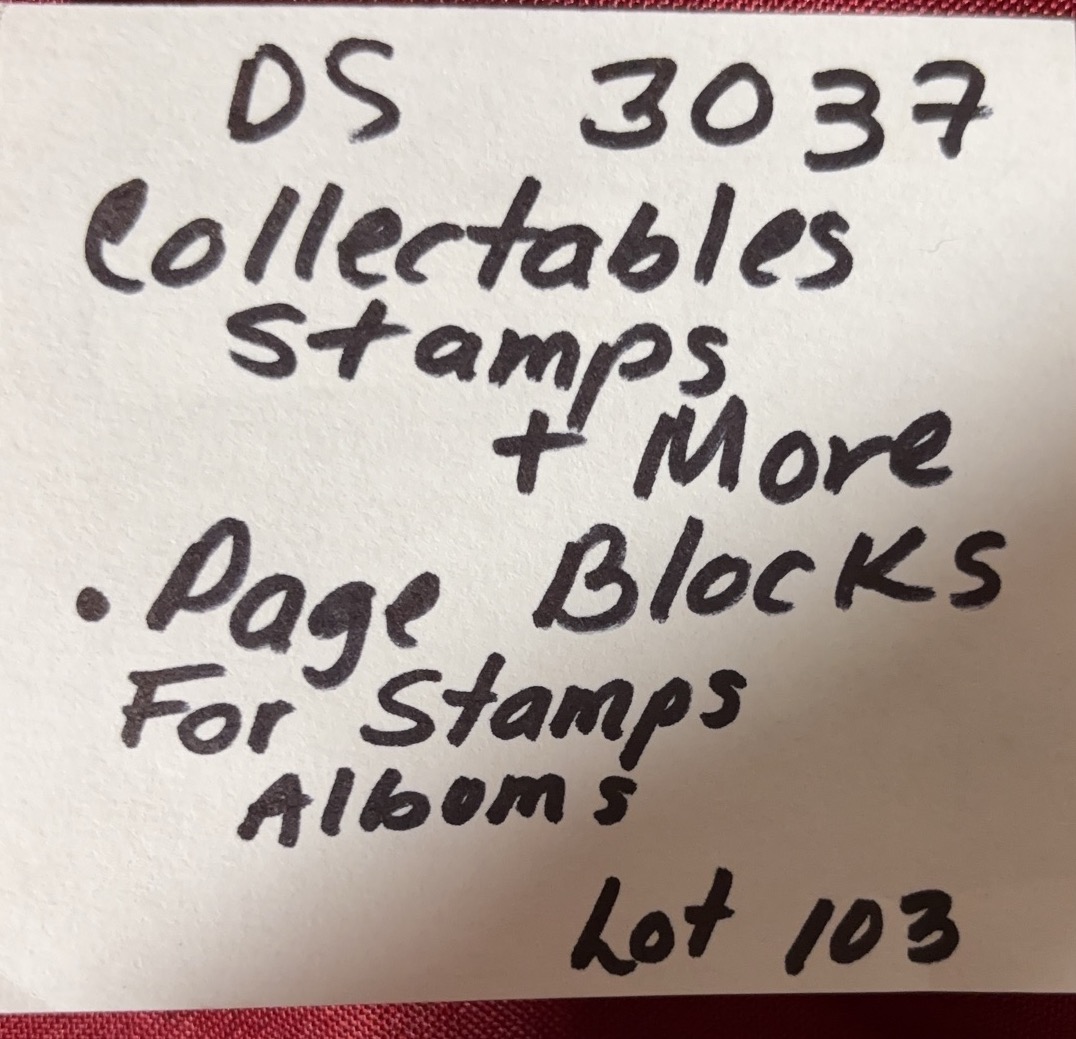 DS 3037
Collectables
Stamps
+ More
• Page Blocks
For Stamps
Alboms
Lot 103